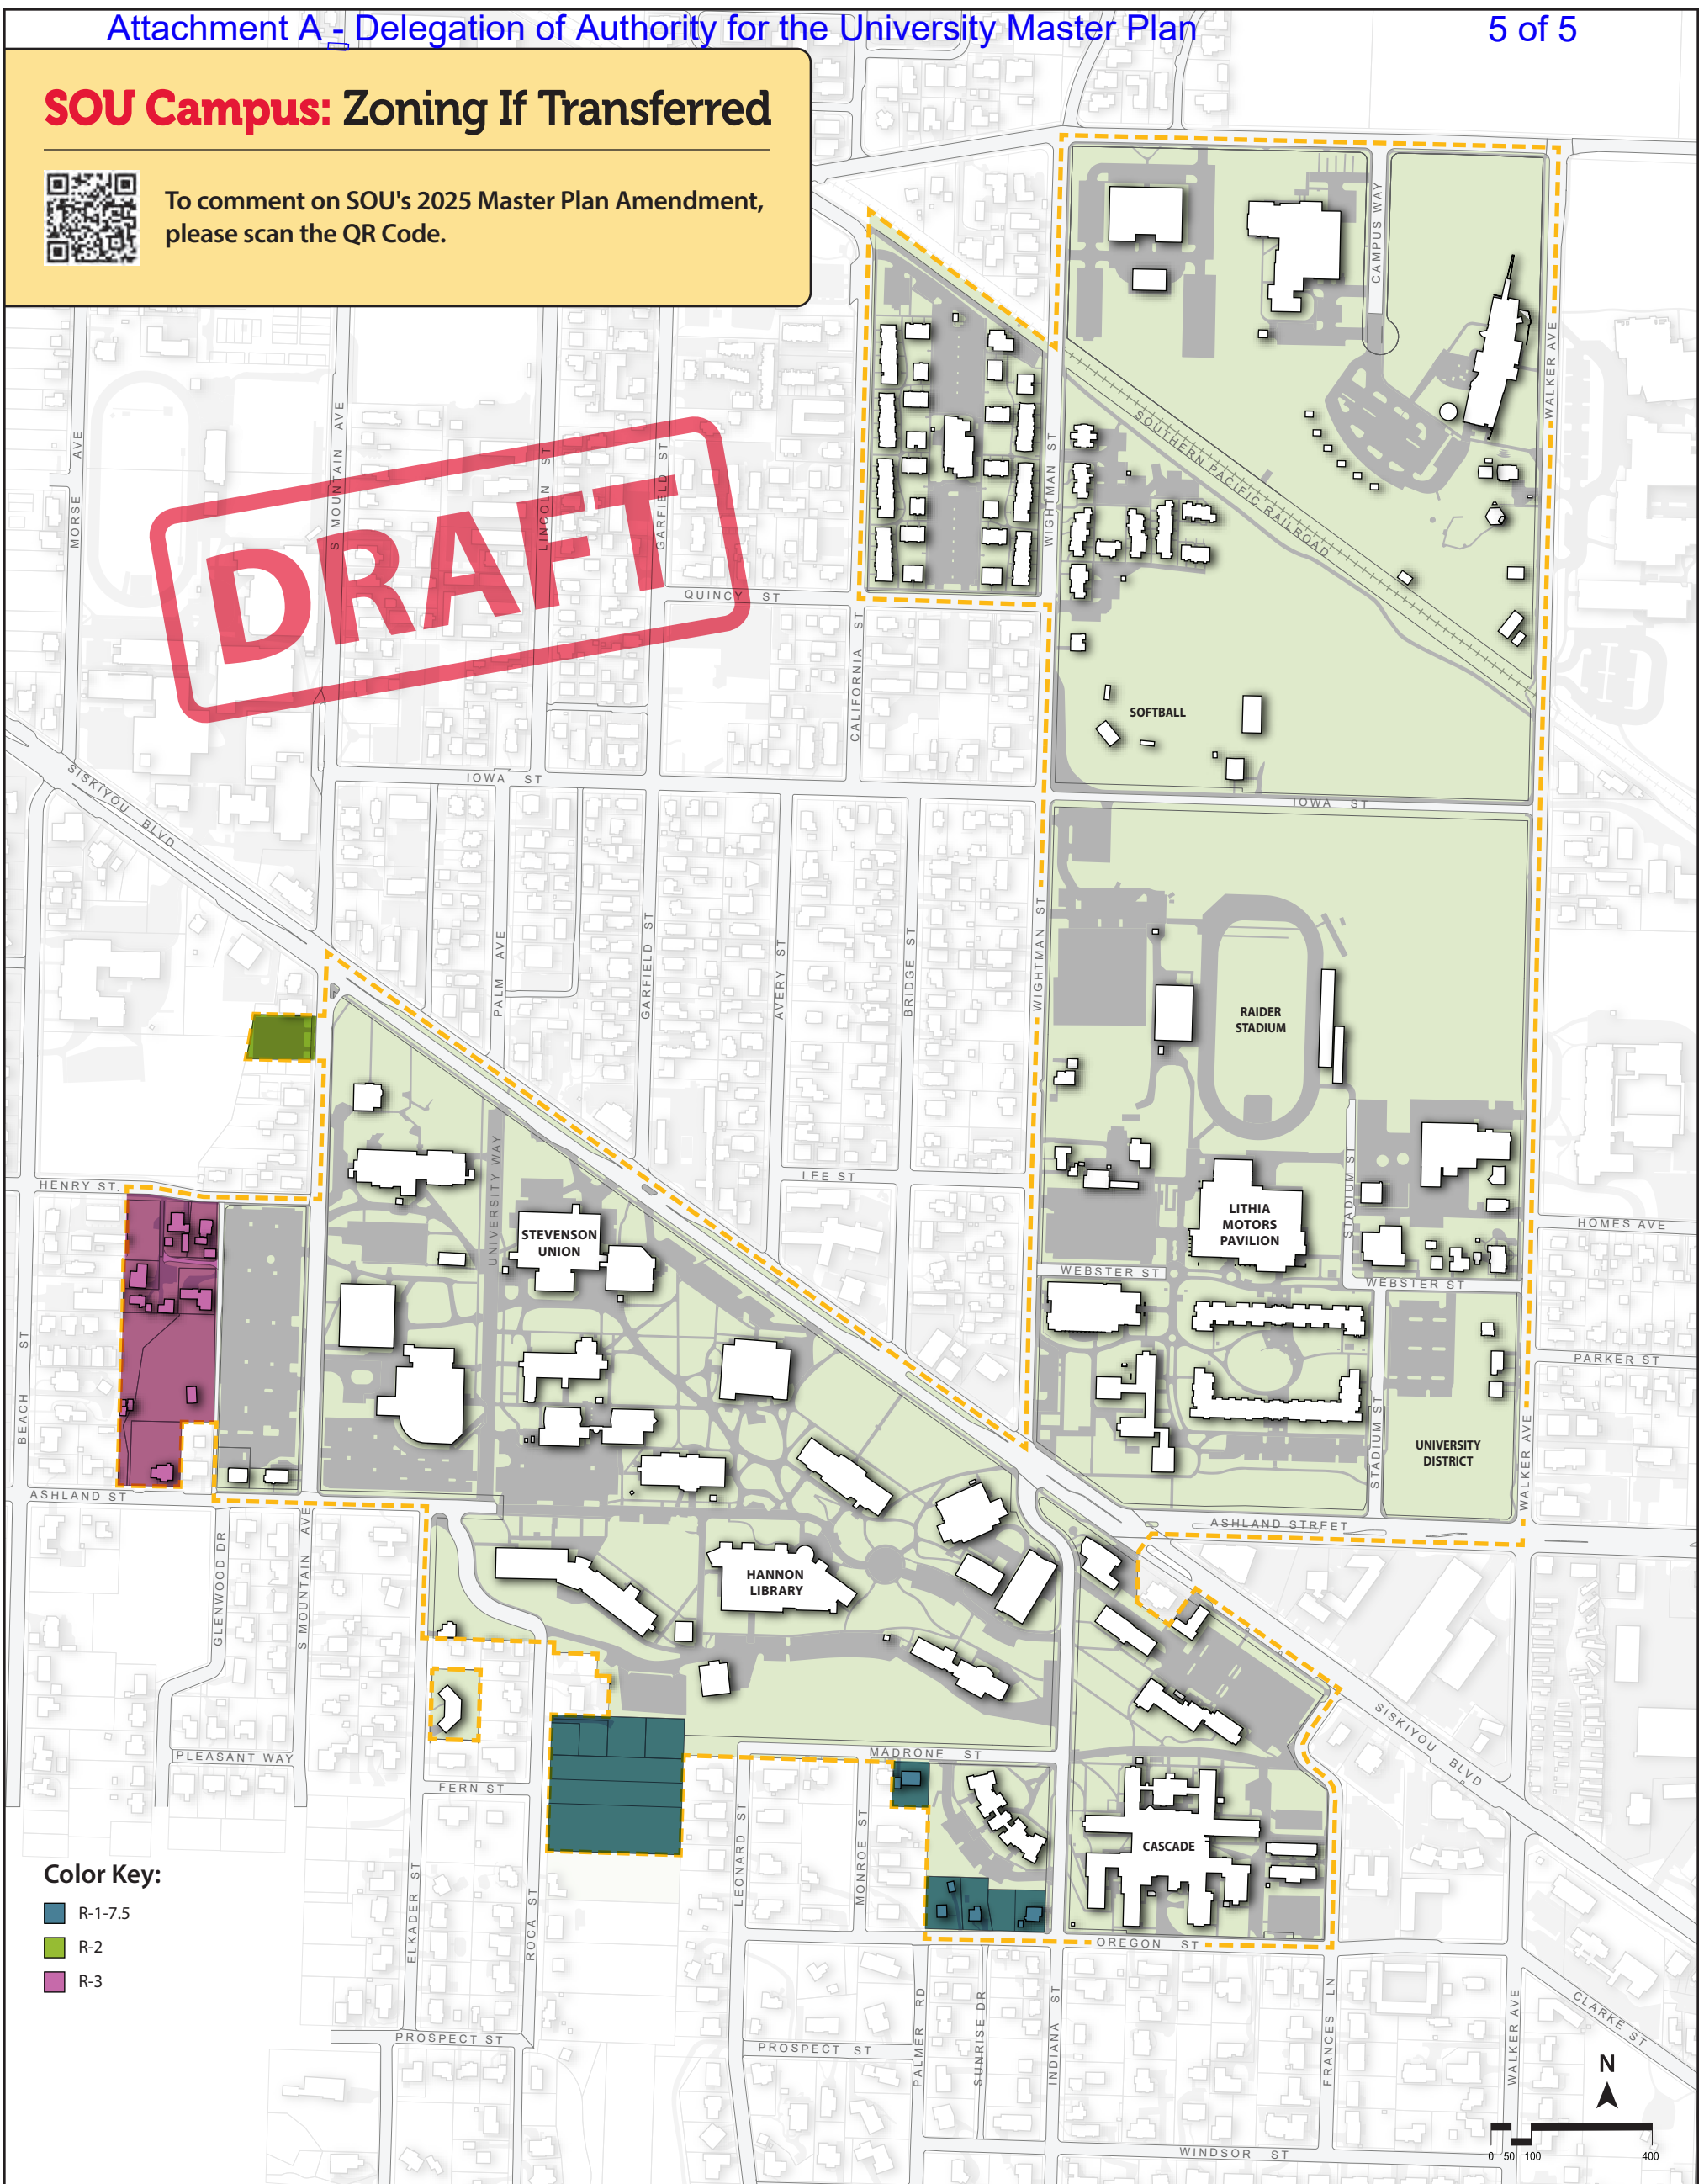 Attachment A - Delegation of Authority for the University Master Plan
5 of 5
SOU Campus: Zoning If Transferred
To comment on SOU's 2025 Master Plan Amendment,
please scan the QR Code.
DRAFT
CAMPUS WAY
WALKER AVE
SOUTHERN PACIFIC RAILROAD
WIGHTMAN ST
MORSE AVE
S MOUNTAIN AVE
LINCOLN ST
GARFIELD ST
QUINCY ST
CALIFORNIA ST
SOFTBALL
IOWA ST
IOWA ST
SISKIYOU BLVD
PALM AVE
GARFIELD ST
AVERY ST
BRIDGE ST
WIGHTMAN ST
RAIDER
STADIUM
UNIVERSITY WAY
LEE ST
HENRY ST.
STEVENSON
UNION
LITHIA
MOTORS
PAVILION
STADIUM ST
HOMES AVE
WEBSTER ST
WEBSTER ST
PARKER ST
BEACH ST
UNIVERSITY
DISTRICT
STADIUM ST
WALKER AVE
ASHLAND ST
ASHLAND STREET
GLENWOOD DR
S MOUNTAIN AVE
HANNON
LIBRARY
SISKIYOU BLVD
PLEASANT WAY
MADRONE ST
FERN ST
LEONARD ST
MONROE ST
CASCADE
Color Key:
R-1-7.5
R-2
R-3
ELKADER ST
ROCA ST
OREGON ST
PALMER RD
SUNRISE DR
INDIANA ST
FRANCES LN
WALKER AVE
CLARKE ST
PROSPECT ST
PROSPECT ST
WINDSOR ST
N
0 50 100 400